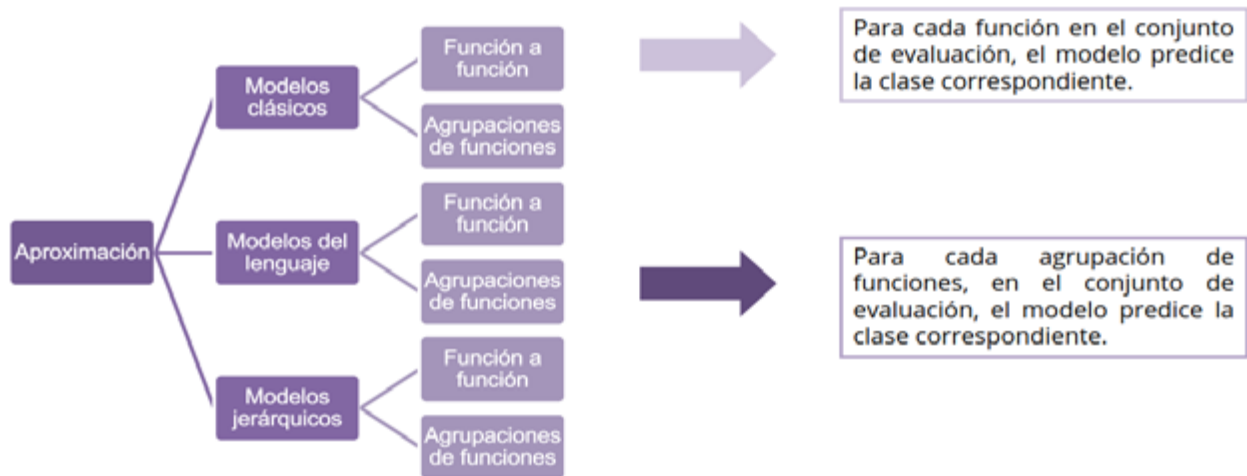 Aproximación
Modelos
clásicos
Función a
función
Agrupaciones
de funciones
Modelos del
lenguaje
Función a
función
Agrupaciones
de funciones
Modelos
jerárquicos
Función a
función
Agrupaciones
de funciones
Para cada función en el conjunto
de evaluación, el modelo predice
la clase correspondiente.
Para cada agrupación de
funciones, en el conjunto de
evaluación, el modelo predice la
clase correspondiente.